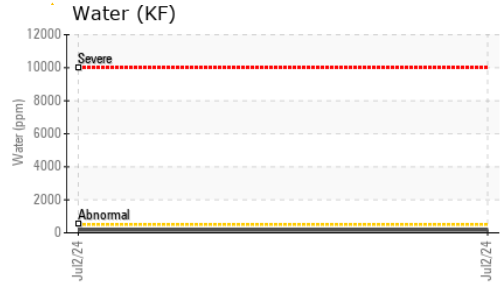 Water (KF)
12000
10000
8000
6000
4000
2000
0
Water (ppm)
Severe
Abnormal
Jul2/24
Jul2/24